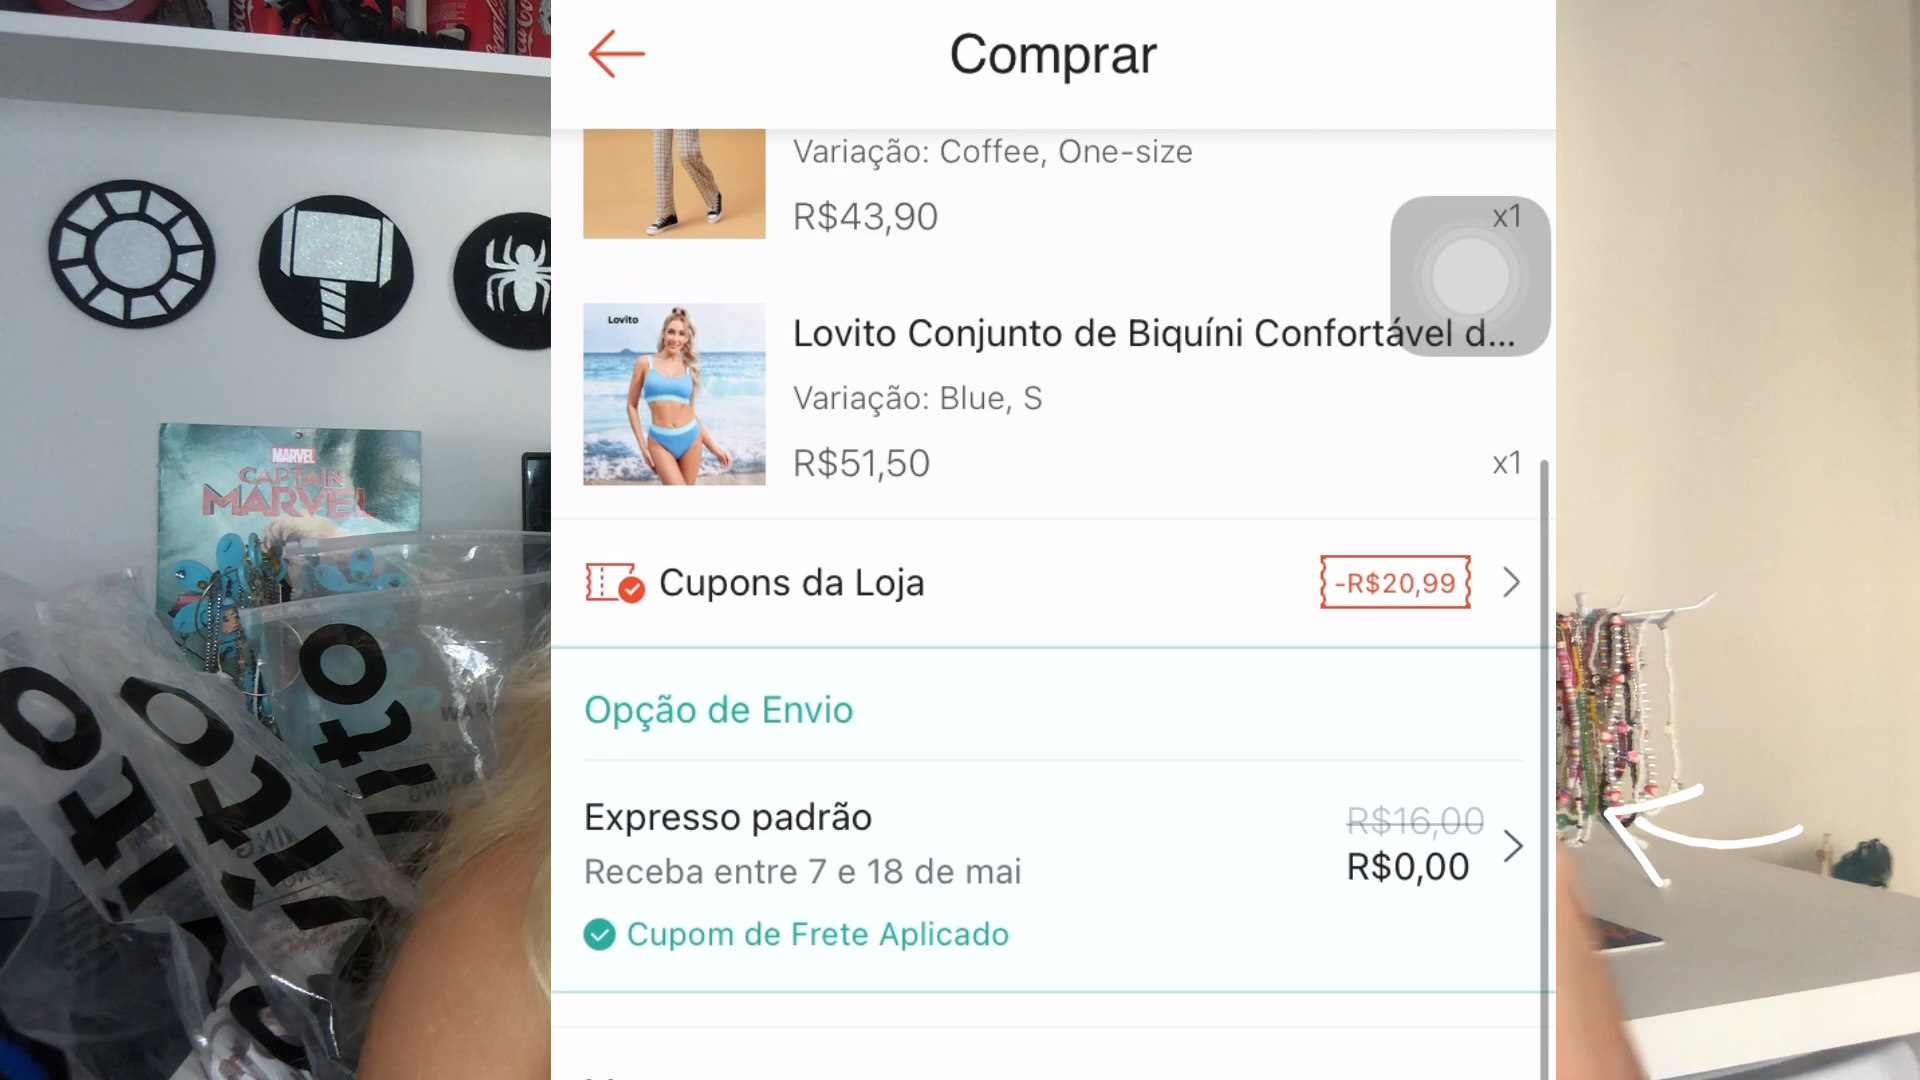 Comprar
Variação: Coffee, One-size
R$43,90
x1
Lovito
Lovito Conjunto de Biquíni Confortável d...
Variação: Blue, S
R$51,50
x1
Cupons da Loja
-R$20,99
Opção de Envio
Expresso padrão
R$16,00
Receba entre 7 e 18 de mai
R$0,00
Cupom de Frete Aplicado
MARVEL
CAPTAIN
MARVEL